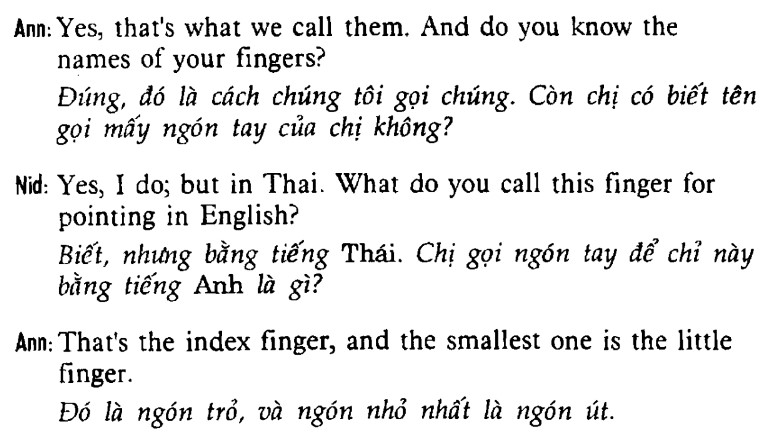 Ann: Yes, that's what we call them. And do you know the
names of your fingers?
Đúng, đó là cách chúng tôi gọi chúng. Còn chị có biết tên
gọi mấy ngón tay của chị không?
Nid: Yes, I do; but in Thai. What do you call this finger for
pointing in English?
Biết, nhưng bằng tiếng Thái. Chị gọi ngón tay để chỉ này
bằng tiếng Anh là gì?
Ann: That's the index finger, and the smallest one is the little
finger.
Đó là ngón trỏ, và ngón nhỏ nhất là ngón út.